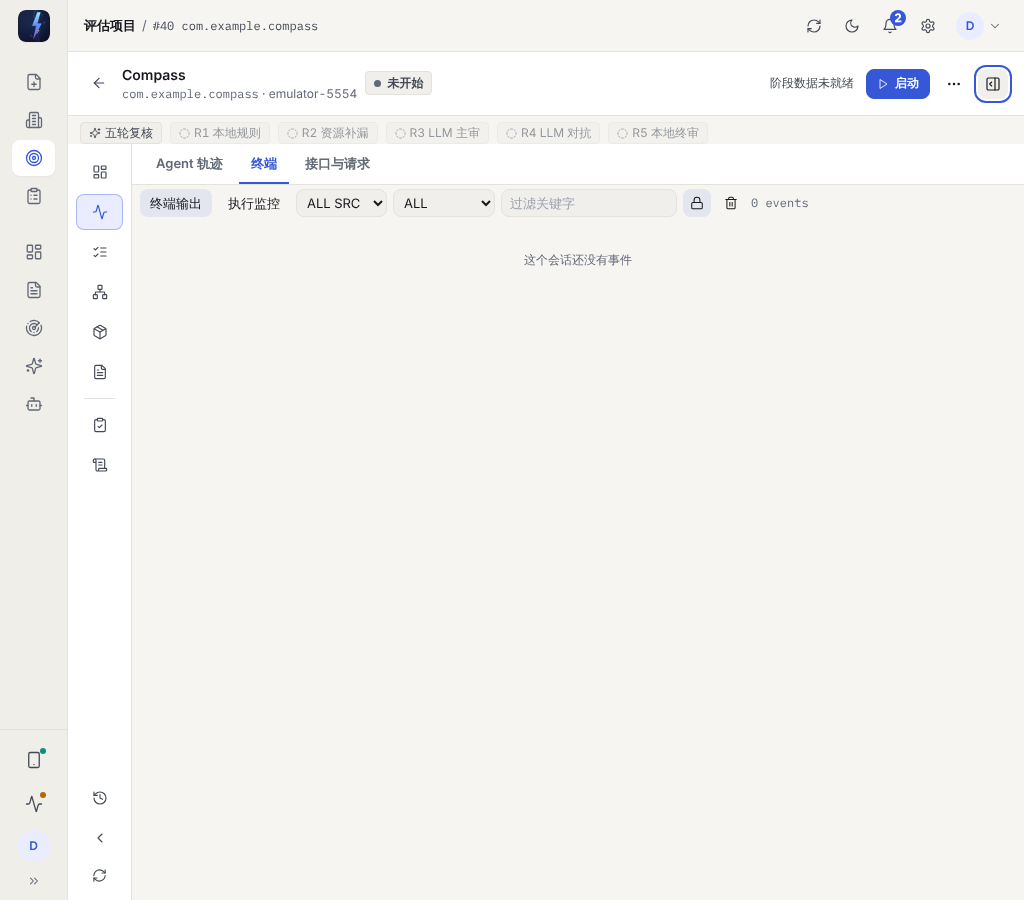 评估项目 / #40 com.example.compass
2
D
Compass
com.example.compass · emulator-5554
未开始
阶段数据未就绪
启动
五轮复核
R1 本地规则
R2 资源补漏
R3 LLM 主审
R4 LLM 对抗
R5 本地终审
Agent 轨迹
终端
接口与请求
终端输出
执行监控
ALL SRC
ALL
过滤关键字
0 events
这个会话还没有事件
D